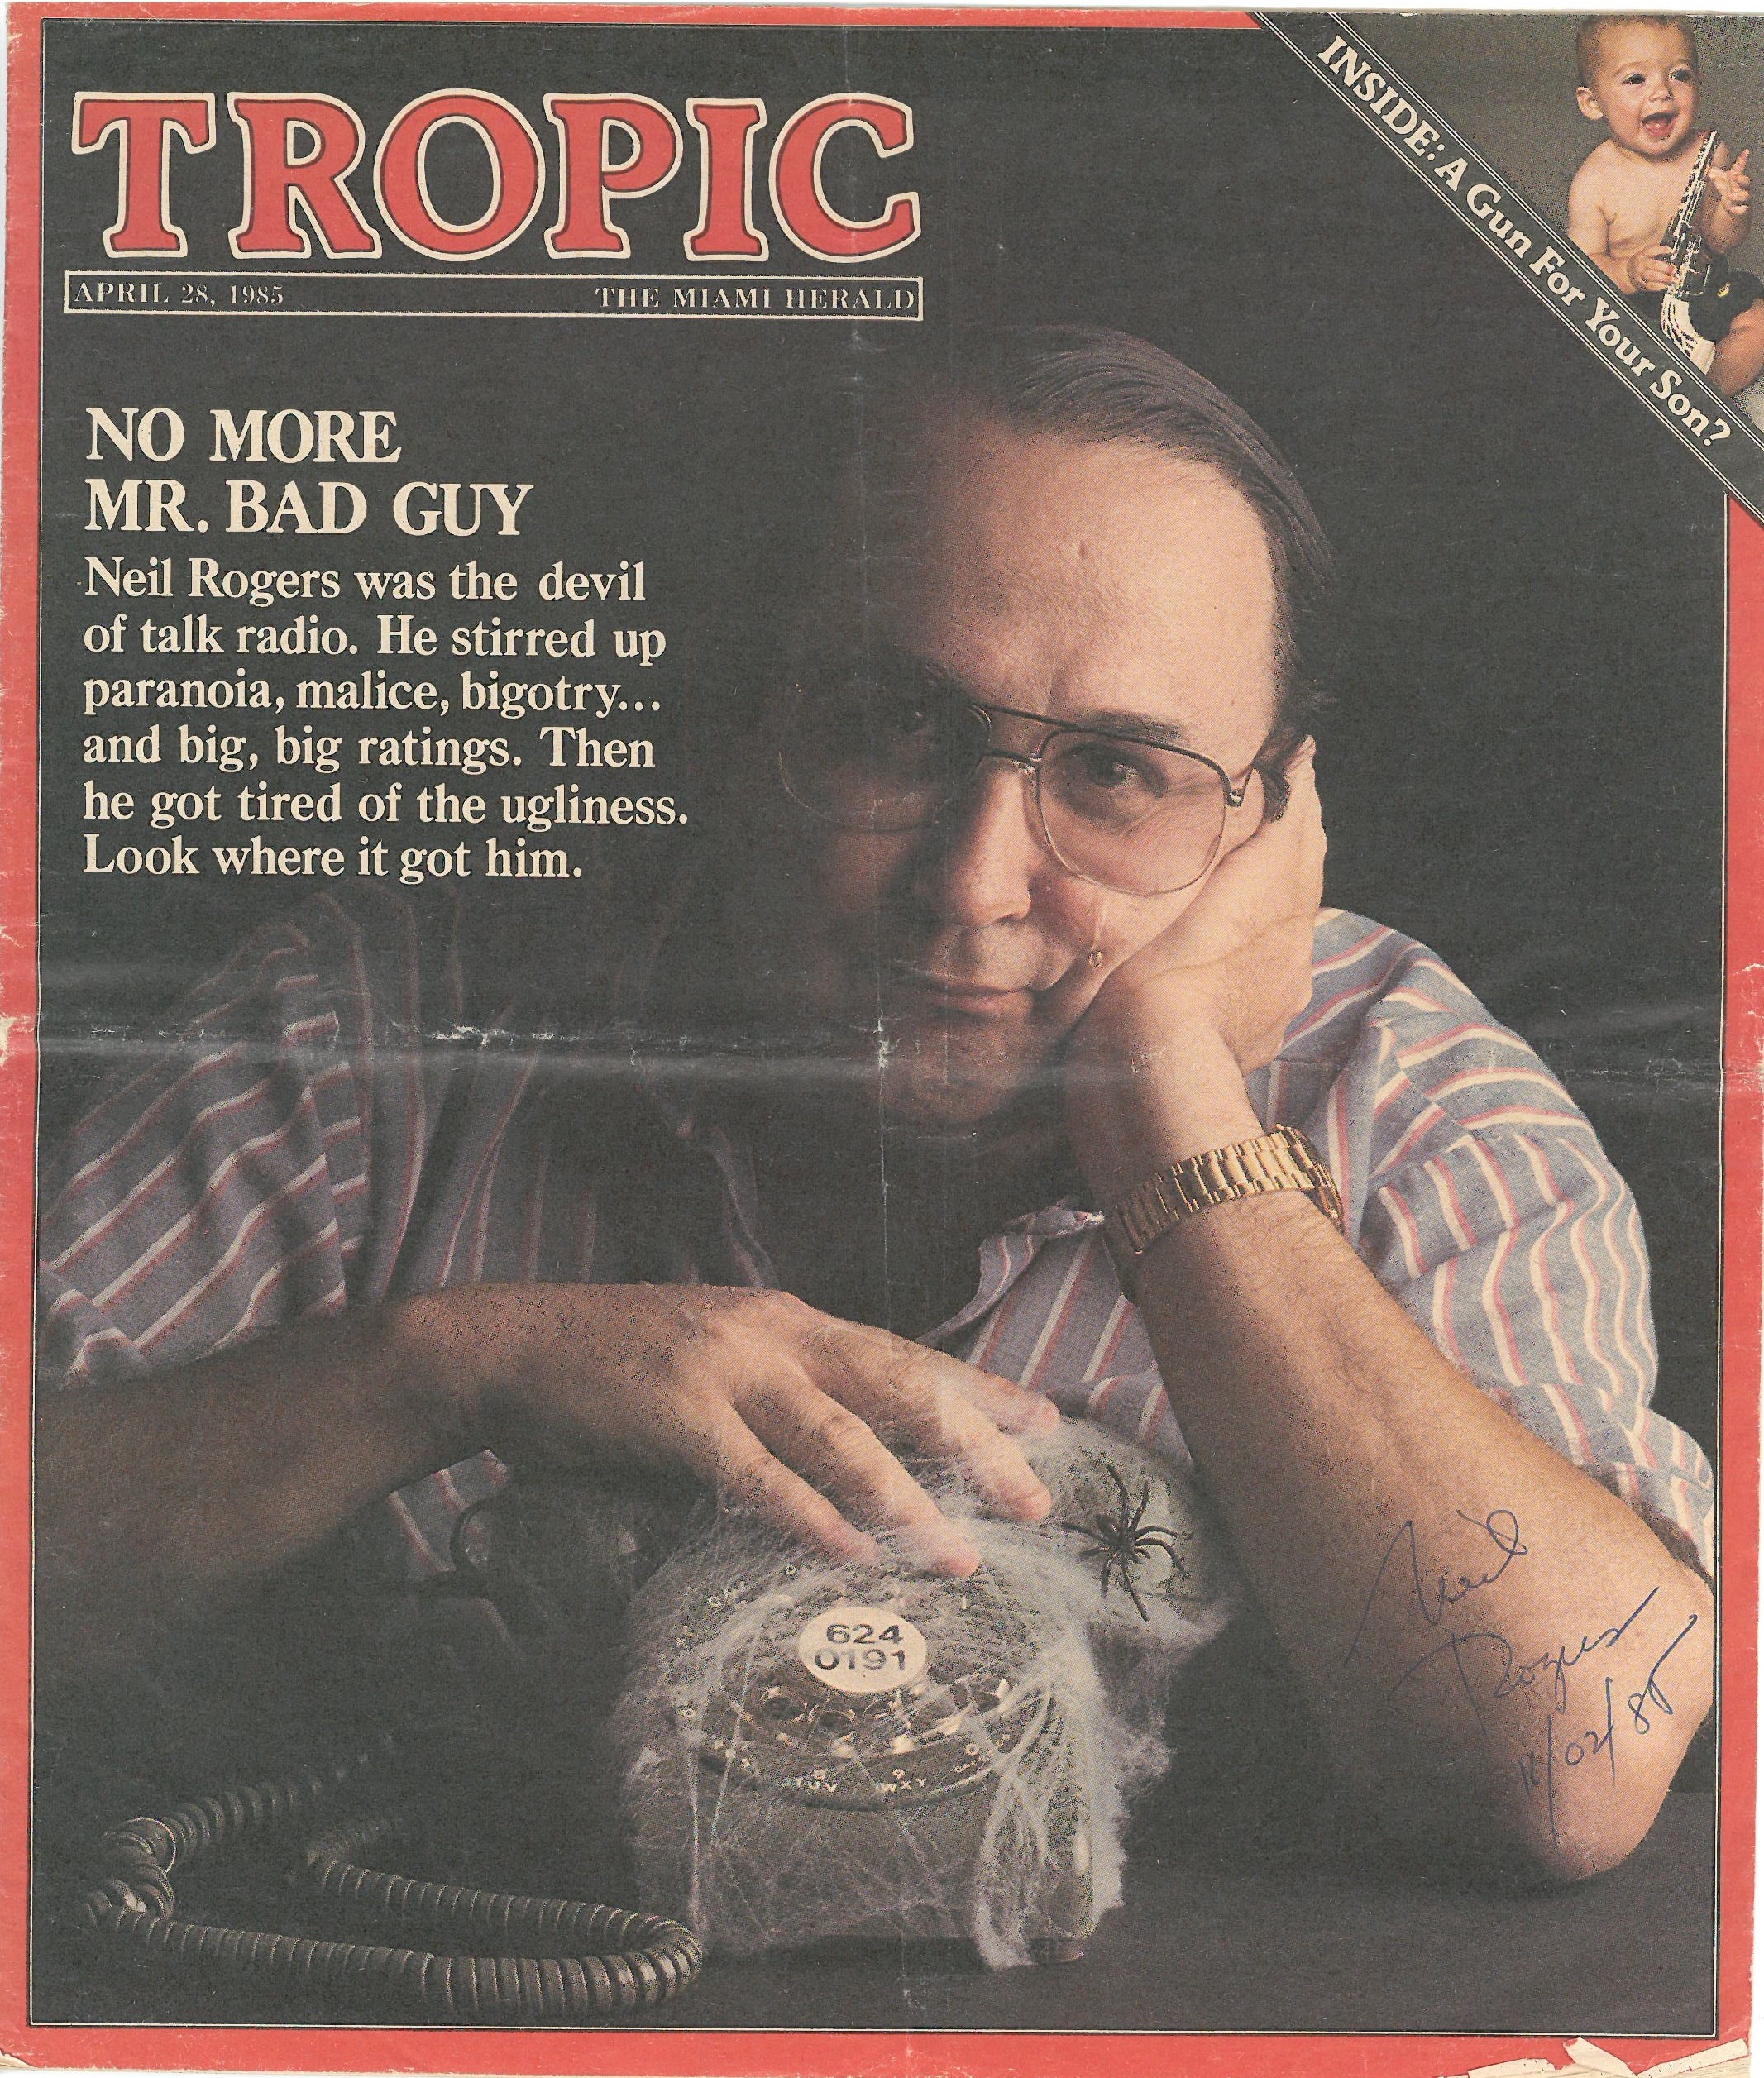 TROPIC
APRIL 28, 1985 THE MIAMI HERALD
INSIDE: A Gun For Your Son?
NO MORE
MR. BAD GUY
Neil Rogers was the devil
of talk radio. He stirred up
paranoia, malice, bigotry...
and big, big ratings. Then
he got tired of the ugliness.
Look where it got him.
624
0191
TUV
WXY
Neil
Rogers